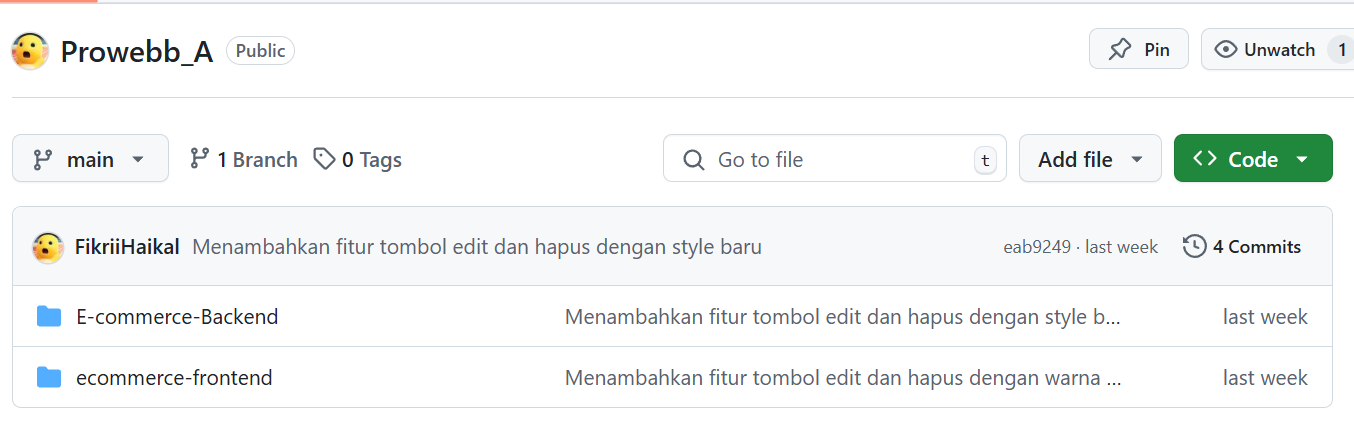 Prowebb_A Public Pin Unwatch 1
main 1 Branch 0 Tags Go to file t Add file Code
FikriiHaikal Menambahkan fitur tombol edit dan hapus dengan style baru eab9249 · last week 4 Commits
E-commerce-Backend Menambahkan fitur tombol edit dan hapus dengan style b... last week
ecommerce-frontend Menambahkan fitur tombol edit dan hapus dengan warna ... last week